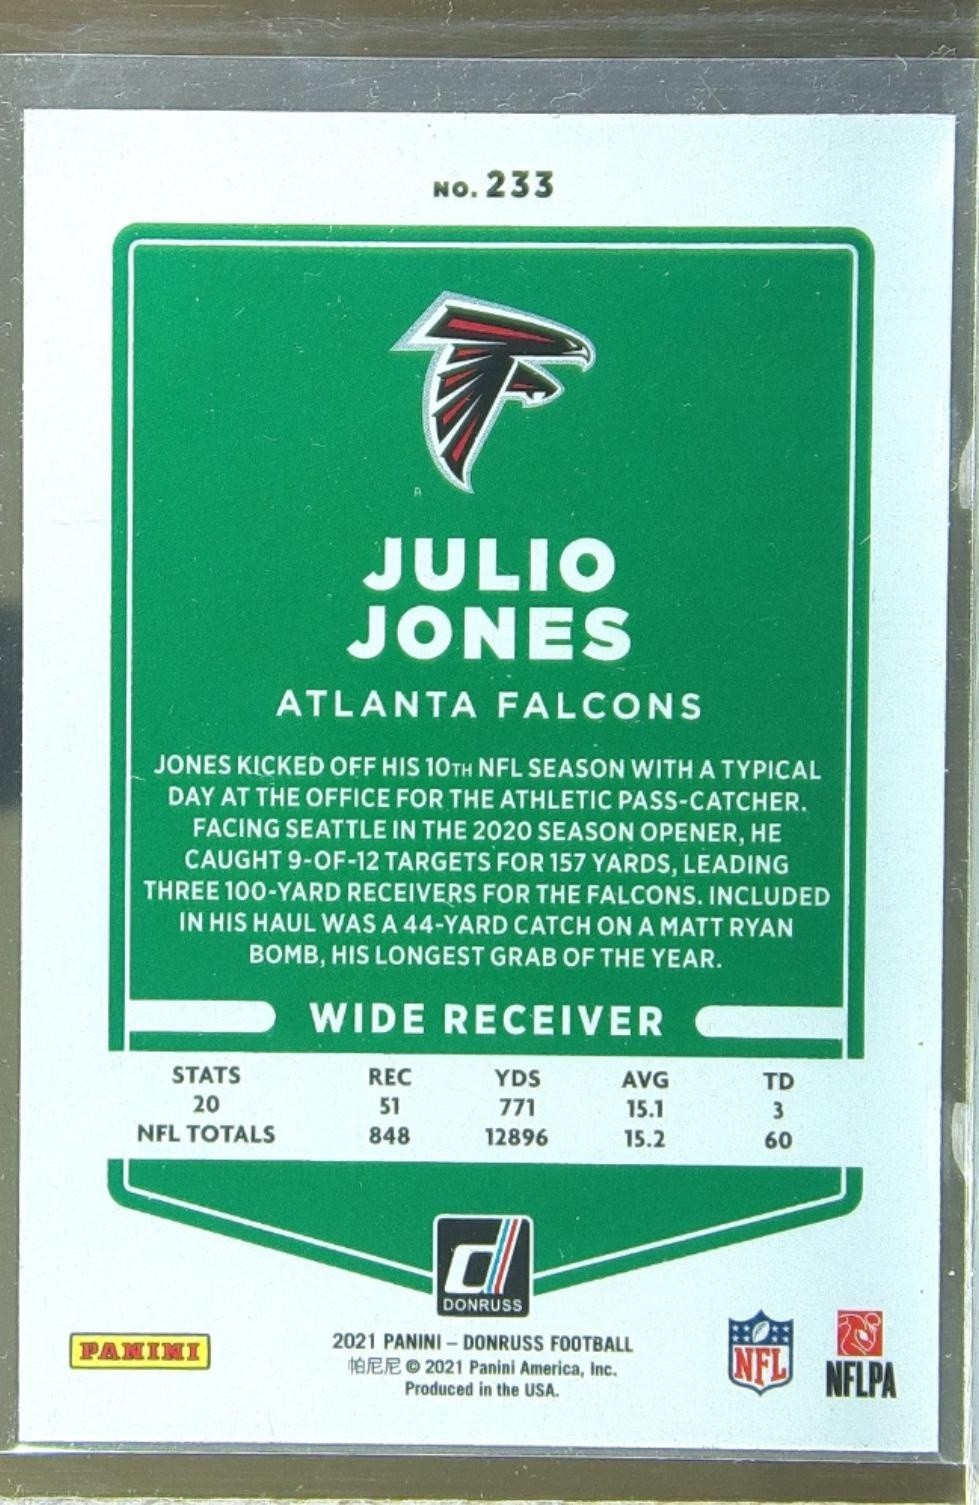 NO. 233
JULIO
JONES
ATLANTA FALCONS
JONES KICKED OFF HIS 10TH NFL SEASON WITH A TYPICAL
DAY AT THE OFFICE FOR THE ATHLETIC PASS-CATCHER.
FACING SEATTLE IN THE 2020 SEASON OPENER, HE
CAUGHT 9-OF-12 TARGETS FOR 157 YARDS, LEADING
THREE 100-YARD RECEIVERS FOR THE FALCONS. INCLUDED
IN HIS HAUL WAS A 44-YARD CATCH ON A MATT RYAN
BOMB, HIS LONGEST GRAB OF THE YEAR.
WIDE RECEIVER
STATS REC YDS AVG TD
20 51 771 15.1 3
NFL TOTALS 848 12896 15.2 60
d
DONRUSS
PANINI
2021 PANINI – DONRUSS FOOTBALL
帕尼尼 © 2021 Panini America, Inc.
Produced in the USA.
NFL
NFLPA